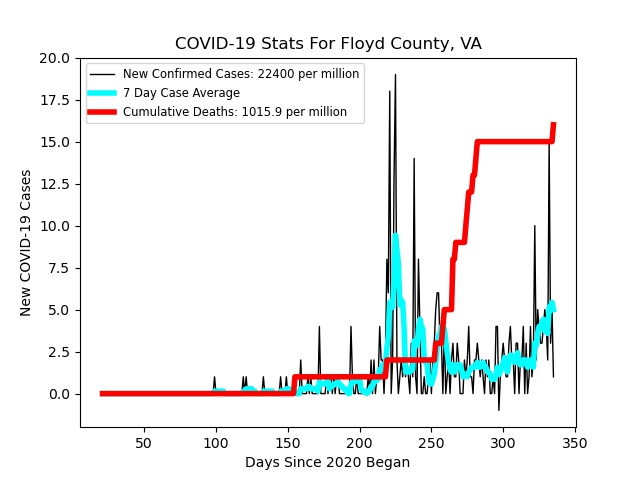 COVID-19 Stats For Floyd County, VA
New Confirmed Cases: 22400 per million
7 Day Case Average
Cumulative Deaths: 1015.9 per million
New COVID-19 Cases
20.0
17.5
15.0
12.5
10.0
7.5
5.0
2.5
0.0
50 100 150 200 250 300 350
Days Since 2020 Began